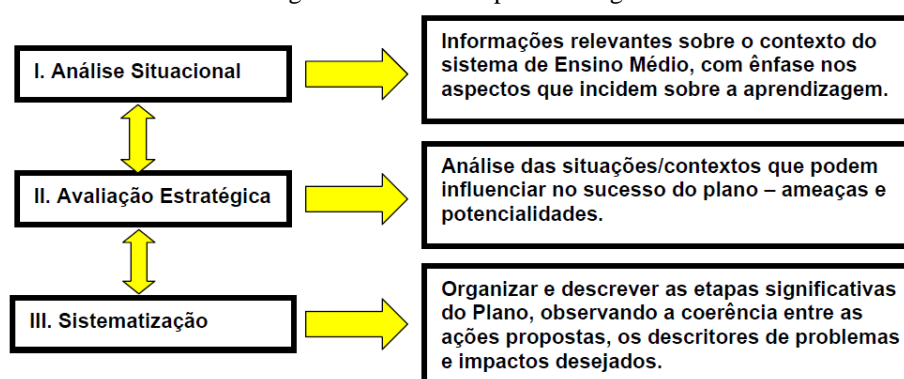 I. Análise Situacional
Informações relevantes sobre o contexto do
sistema de Ensino Médio, com ênfase nos
aspectos que incidem sobre a aprendizagem.
II. Avaliação Estratégica
Análise das situações/contextos que podem
influenciar no sucesso do plano – ameaças e
potencialidades.
III. Sistematização
Organizar e descrever as etapas significativas
do Plano, observando a coerência entre as
ações propostas, os descritores de problemas
e impactos desejados.